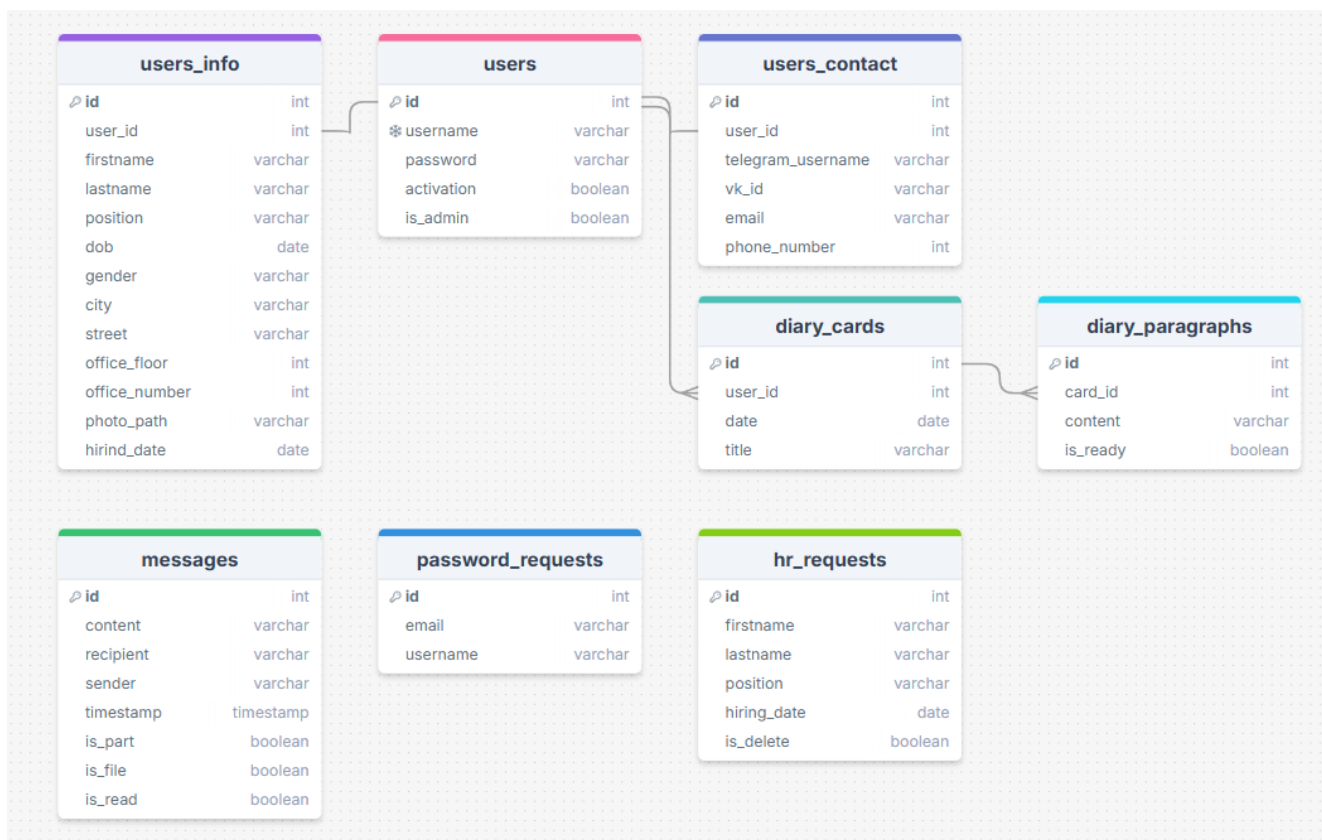 users_info
id int
user_id int
firstname varchar
lastname varchar
position varchar
dob date
gender varchar
city varchar
street varchar
office_floor int
office_number int
photo_path varchar
hirind_date date
users
id int
username varchar
password varchar
activation boolean
is_admin boolean
users_contact
id int
user_id int
telegram_username varchar
vk_id varchar
email varchar
phone_number int
diary_cards
id int
user_id int
date date
title varchar
diary_paragraphs
id int
card_id int
content varchar
is_ready boolean
messages
id int
content varchar
recipient varchar
sender varchar
timestamp timestamp
is_part boolean
is_file boolean
is_read boolean
password_requests
id int
email varchar
username varchar
hr_requests
id int
firstname varchar
lastname varchar
position varchar
hiring_date date
is_delete boolean